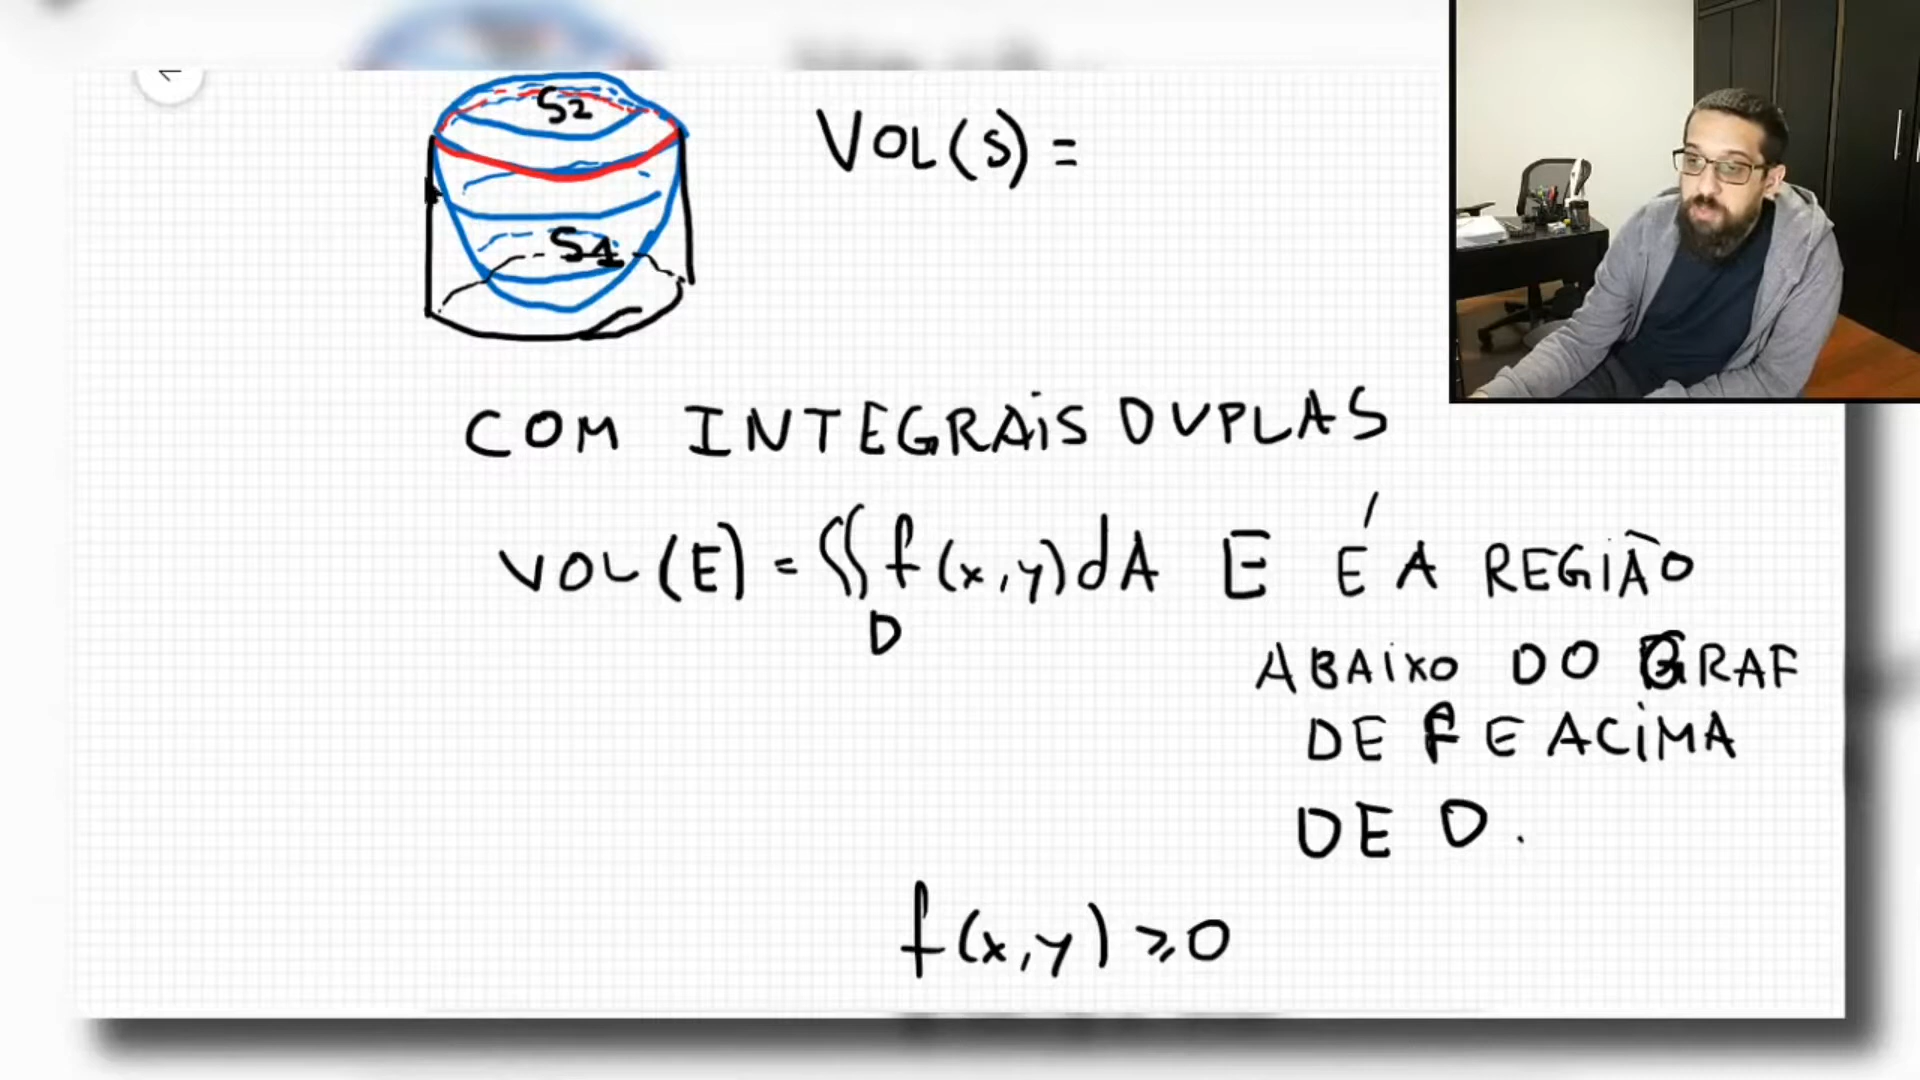 S2
VOL(S) =
S1
COM INTEGRAIS DUPLAS
VOL(E) = ∬ f(x,y)dA E É A REGIÃO
D
ABAIXO DO GRAF
DE F E ACIMA
DE D.
f(x,y) ≥ 0